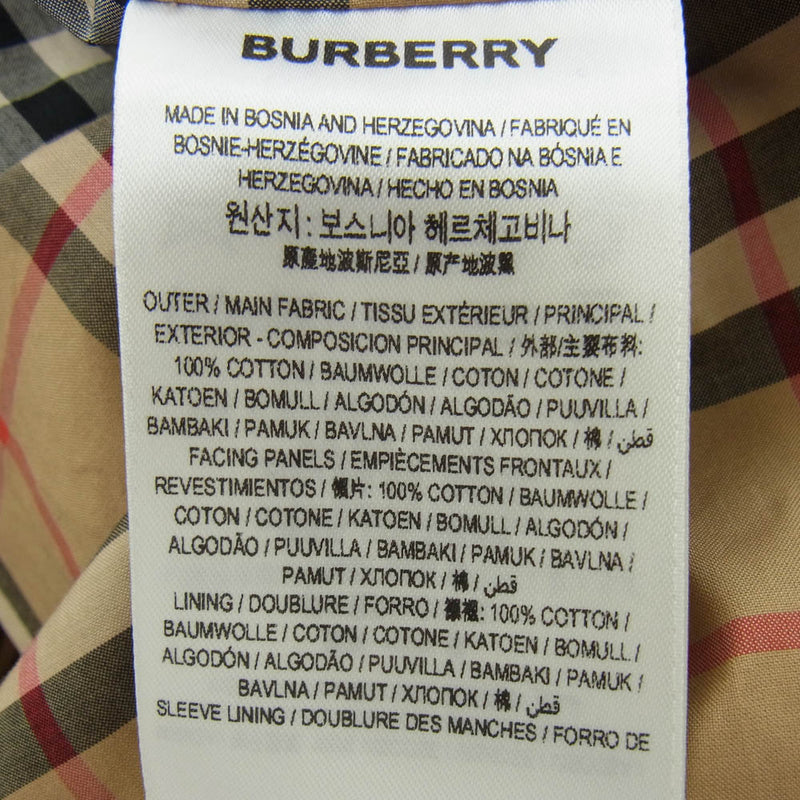 BURBERRY
MADE IN BOSNIA AND HERZEGOVINA / FABRIQUÉ EN
BOSNIE-HERZÉGOVINE / FABRICADO NA BÓSNIA E
HERZEGOVINA / HECHO EN BOSNIA
원산지 : 보스니아 헤르체고비나
原產地波斯尼亞 / 原产地波黑
OUTER / MAIN FABRIC / TISSU EXTÉRIEUR / PRINCIPAL /
EXTERIOR - COMPOSICION PRINCIPAL / 外部/主要布料:
100% COTTON / BAUMWOLLE / COTON / COTONE /
KATOEN / BOMULL / ALGODÓN / ALGODÃO / PUUVILLA /
BAMBAKI / PAMUK / BAVLNA / PAMUT / ХЛОПОК / 棉 / قطن
FACING PANELS / EMPIÈCEMENTS FRONTAUX /
REVESTIMIENTOS / 襯片: 100% COTTON / BAUMWOLLE /
COTON / COTONE / KATOEN / BOMULL / ALGODÓN /
ALGODÃO / PUUVILLA / BAMBAKI / PAMUK / BAVLNA /
PAMUT / ХЛОПОК / 棉 / قطن
LINING / DOUBLURE / FORRO / 襯裡: 100% COTTON /
BAUMWOLLE / COTON / COTONE / KATOEN / BOMULL /
ALGODÓN / ALGODÃO / PUUVILLA / BAMBAKI / PAMUK /
BAVLNA / PAMUT / ХЛОПОК / 棉 / قطن
SLEEVE LINING / DOUBLURE DES MANCHES / FORRO DE